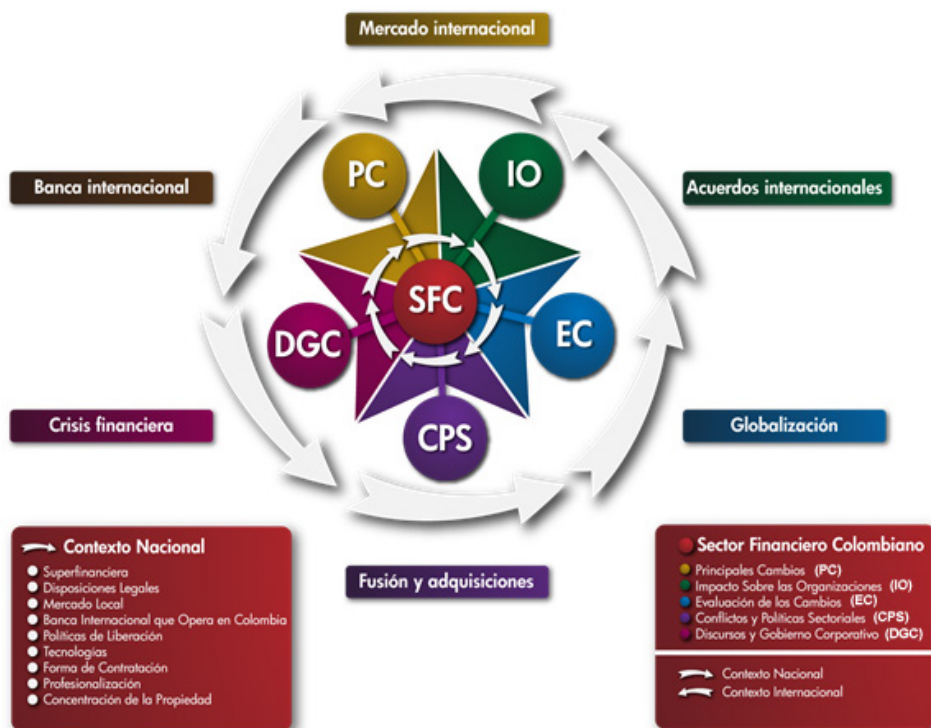 Mercado internacional
PC
IO
Banca internacional
Acuerdos internacionales
SFC
DGC
EC
Crisis financiera
CPS
Globalización
Fusión y adquisiciones
Contexto Nacional
Superfinanciera
Disposiciones Legales
Mercado Local
Banca Internacional que Opera en Colombia
Políticas de Liberación
Tecnologías
Forma de Contratación
Profesionalización
Concentración de la Propiedad
Sector Financiero Colombiano
Principales Cambios (PC)
Impacto Sobre las Organizaciones (IO)
Evaluación de los Cambios (EC)
Conflictos y Políticas Sectoriales (CPS)
Discursos y Gobierno Corporativo (DGC)
Contexto Nacional
Contexto Internacional